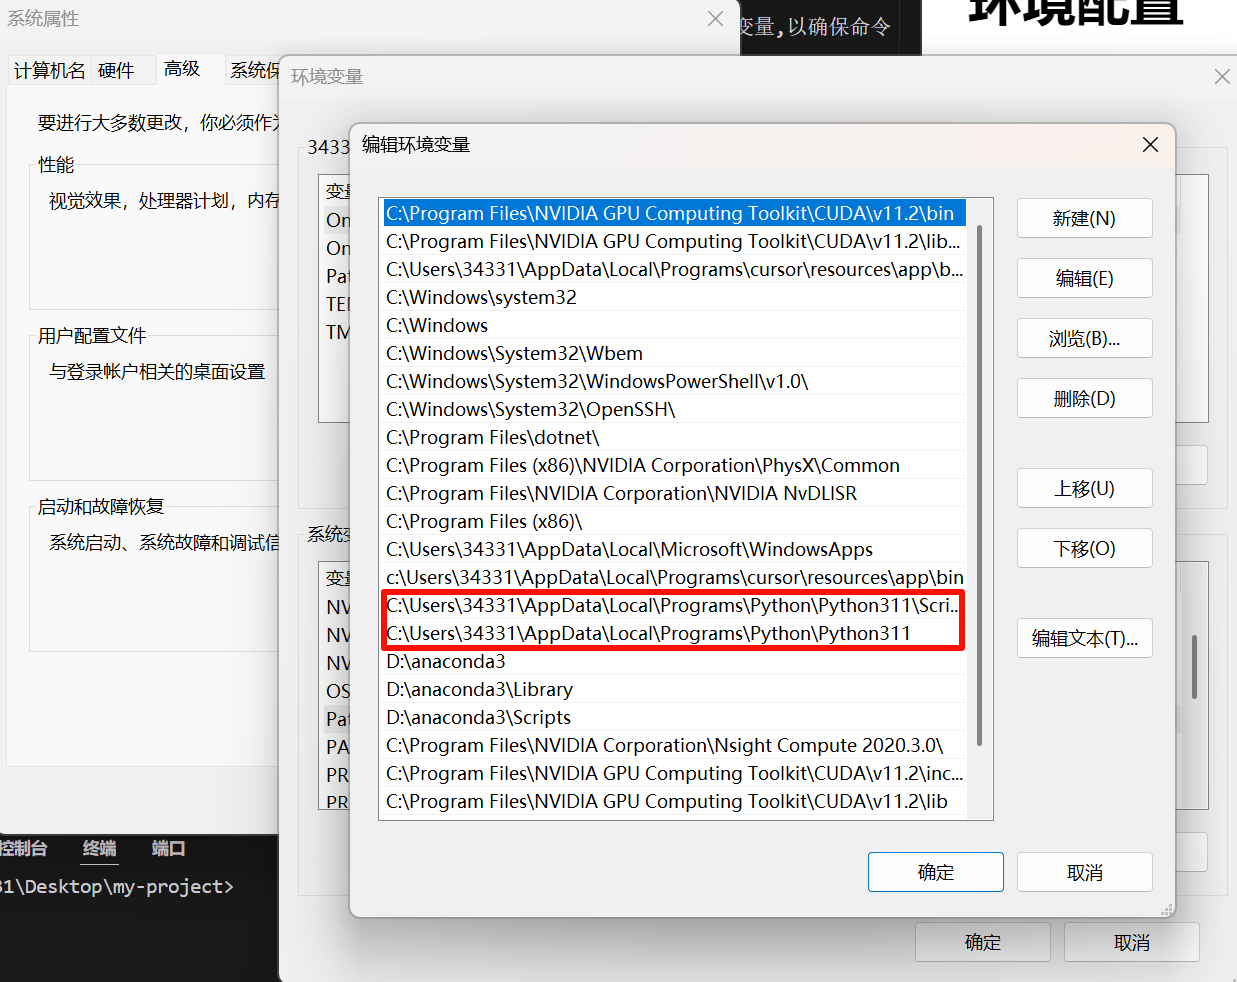 系统属性
变量,以确保命令
环境配置
计算机名
硬件
高级
系统保
要进行大多数更改，你必须作为
性能
视觉效果，处理器计划，内存
用户配置文件
与登录帐户相关的桌面设置
启动和故障恢复
系统启动、系统故障和调试信
控制台
终端
端口
31\Desktop\my-project>
环境变量
3433
变量
On
On
Pat
TEM
TM
系统变
变量
NV
NV
NV
OS
Pat
PA
PR
PR
确定
取消
编辑环境变量
C:\Program Files\NVIDIA GPU Computing Toolkit\CUDA\v11.2\bin
C:\Program Files\NVIDIA GPU Computing Toolkit\CUDA\v11.2\lib...
C:\Users\34331\AppData\Local\Programs\cursor\resources\app\b...
C:\Windows\system32
C:\Windows
C:\Windows\System32\Wbem
C:\Windows\System32\WindowsPowerShell\v1.0\
C:\Windows\System32\OpenSSH\
C:\Program Files\dotnet\
C:\Program Files (x86)\NVIDIA Corporation\PhysX\Common
C:\Program Files\NVIDIA Corporation\NVIDIA NvDLISR
C:\Program Files (x86)\
C:\Users\34331\AppData\Local\Microsoft\WindowsApps
c:\Users\34331\AppData\Local\Programs\cursor\resources\app\bin
C:\Users\34331\AppData\Local\Programs\Python\Python311\Scri...
C:\Users\34331\AppData\Local\Programs\Python\Python311
D:\anaconda3
D:\anaconda3\Library
D:\anaconda3\Scripts
C:\Program Files\NVIDIA Corporation\Nsight Compute 2020.3.0\
C:\Program Files\NVIDIA GPU Computing Toolkit\CUDA\v11.2\inc...
C:\Program Files\NVIDIA GPU Computing Toolkit\CUDA\v11.2\lib
新建(N)
编辑(E)
浏览(B)...
删除(D)
上移(U)
下移(O)
编辑文本(T)...
确定
取消